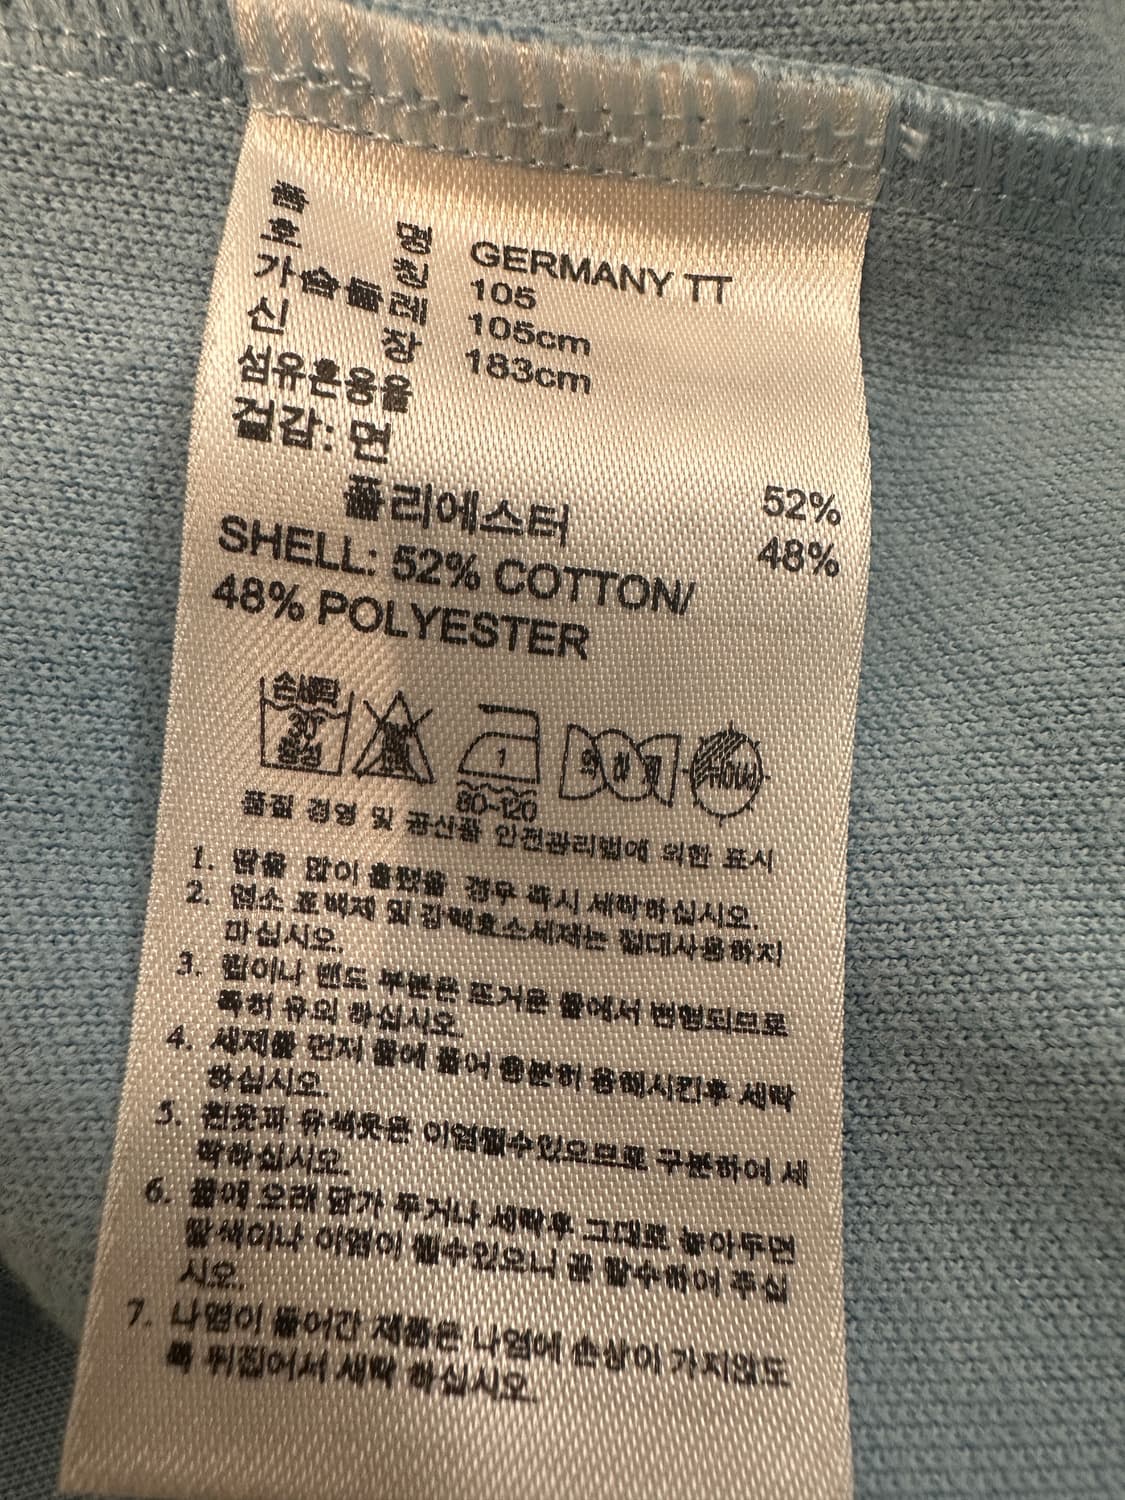 품 명 GERMANY TT
호 칭 105
가슴둘레 105cm
신 장 183cm
섬유혼용율
겉감: 면 52%
폴리에스터 48%
SHELL: 52% COTTON/
48% POLYESTER
손세탁
30°
중성
1
80-120
품질 경영 및 공산품 안전관리법에 의한 표시
1. 땀을 많이 흘렸을 경우 즉시 세탁하십시오.
2. 염소 표백제 및 강력효소세제는 절대사용하지
마십시오.
3. 립이나 밴드 부분은 뜨거운 물에서 변형되므로
특히 유의 하십시오.
4. 세제를 먼저 물에 풀어 충분히 용해시킨후 세탁
하십시오.
5. 흰옷과 유색옷은 이염될수있으므로 구분하여 세
탁하십시오.
6. 물에 오래 담가 두거나 세탁후 그대로 놓아두면
탈색이나 이염이 될수있으니 꼭 탈수하여 주십
시오.
7. 나염이 들어간 제품은 나염에 손상이 가지않도
록 뒤집어서 세탁 하십시오.